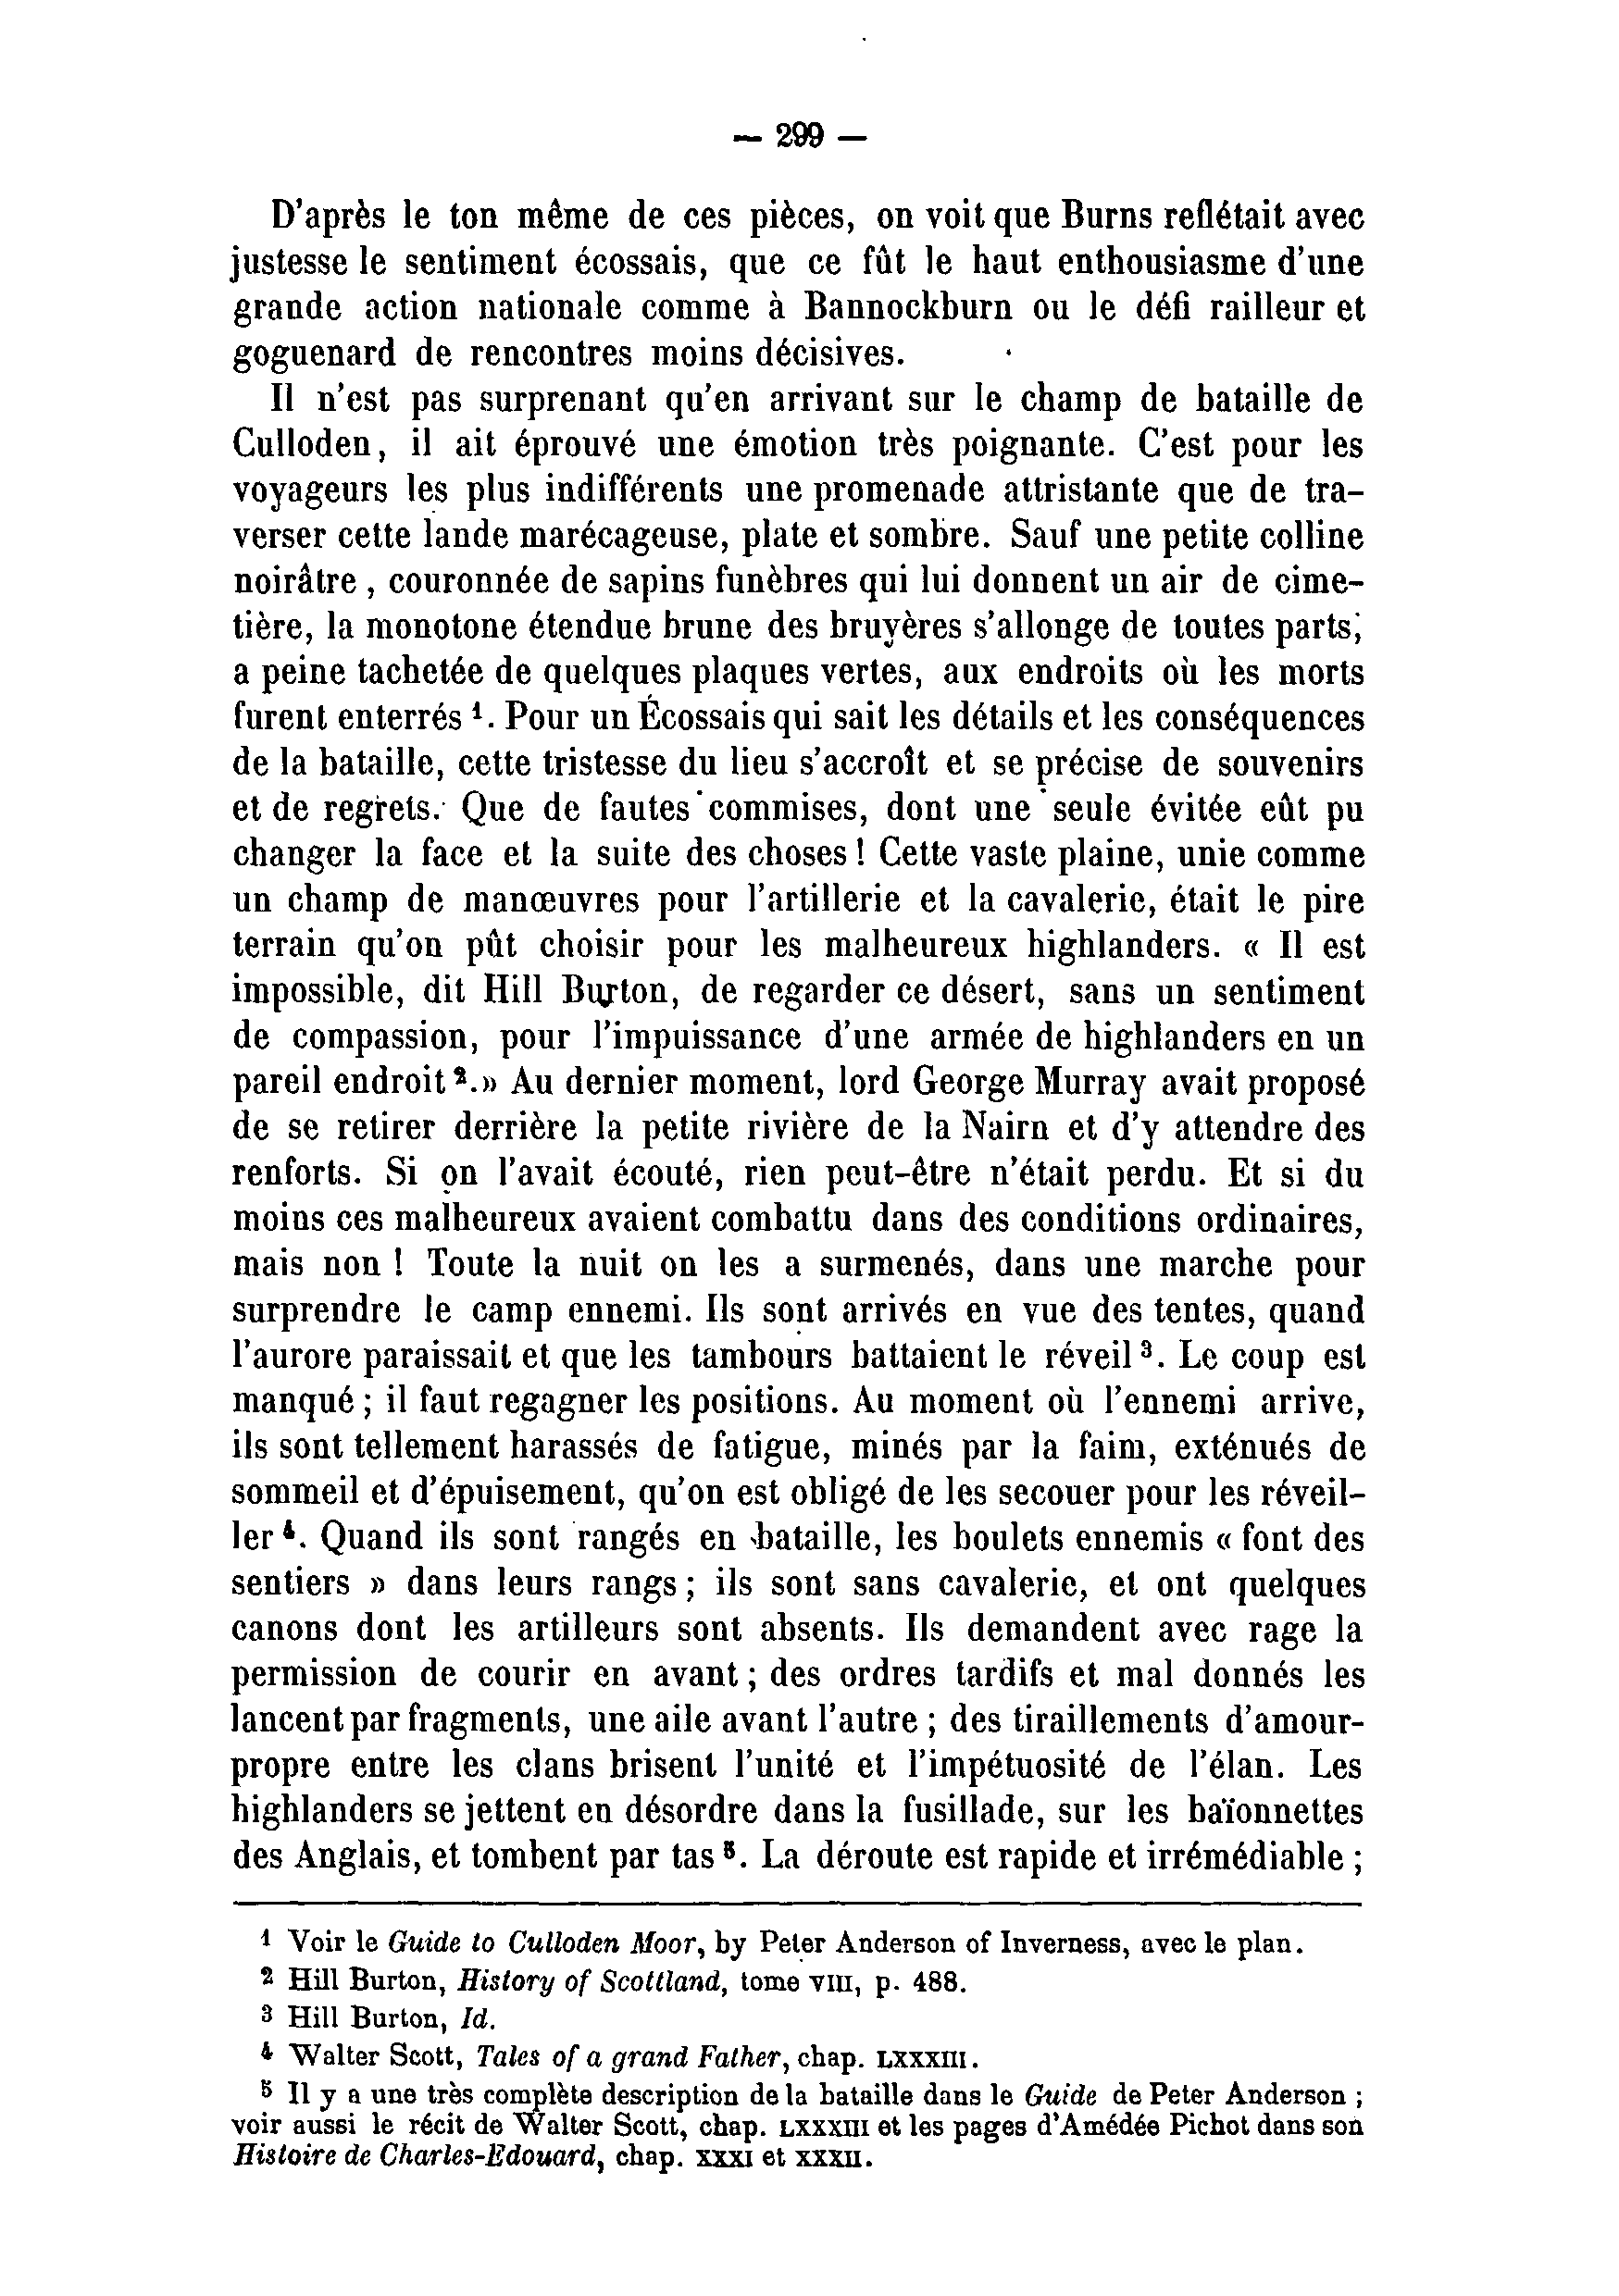 — 299 —
D'après le ton même de ces pièces, on voit que Burns reflétait avec
justesse le sentiment écossais, que ce fût le haut enthousiasme d'une
grande action nationale comme à Bannockburn ou le défi railleur et
goguenard de rencontres moins décisives.
Il n'est pas surprenant qu'en arrivant sur le champ de bataille de
Culloden, il ait éprouvé une émotion très poignante. C'est pour les
voyageurs les plus indifférents une promenade attristante que de tra-
verser cette lande marécageuse, plate et sombre. Sauf une petite colline
noirâtre, couronnée de sapins funèbres qui lui donnent un air de cime-
tière, la monotone étendue brune des bruyères s'allonge de toutes parts;
a peine tachetée de quelques plaques vertes, aux endroits où les morts
furent enterrés ¹. Pour un Écossais qui sait les détails et les conséquences
de la bataille, cette tristesse du lieu s'accroît et se précise de souvenirs
et de regrets. Que de fautes commises, dont une seule évitée eût pu
changer la face et la suite des choses ! Cette vaste plaine, unie comme
un champ de manœuvres pour l'artillerie et la cavalerie, était le pire
terrain qu'on pût choisir pour les malheureux highlanders. « Il est
impossible, dit Hill Burton, de regarder ce désert, sans un sentiment
de compassion, pour l'impuissance d'une armée de highlanders en un
pareil endroit ².» Au dernier moment, lord George Murray avait proposé
de se retirer derrière la petite rivière de la Nairn et d'y attendre des
renforts. Si on l'avait écouté, rien peut-être n'était perdu. Et si du
moins ces malheureux avaient combattu dans des conditions ordinaires,
mais non ! Toute la nuit on les a surmenés, dans une marche pour
surprendre le camp ennemi. Ils sont arrivés en vue des tentes, quand
l'aurore paraissait et que les tambours battaient le réveil ³. Le coup est
manqué ; il faut regagner les positions. Au moment où l'ennemi arrive,
ils sont tellement harassés de fatigue, minés par la faim, exténués de
sommeil et d'épuisement, qu'on est obligé de les secouer pour les réveil-
ler ⁴. Quand ils sont rangés en bataille, les boulets ennemis « font des
sentiers » dans leurs rangs ; ils sont sans cavalerie, et ont quelques
canons dont les artilleurs sont absents. Ils demandent avec rage la
permission de courir en avant ; des ordres tardifs et mal donnés les
lancent par fragments, une aile avant l'autre ; des tiraillements d'amour-
propre entre les clans brisent l'unité et l'impétuosité de l'élan. Les
highlanders se jettent en désordre dans la fusillade, sur les baïonnettes
des Anglais, et tombent par tas ⁵. La déroute est rapide et irrémédiable ;
¹ Voir le Guide to Culloden Moor, by Peter Anderson of Inverness, avec le plan.
² Hill Burton, History of Scottland, tome VIII, p. 488.
³ Hill Burton, Id.
⁴ Walter Scott, Tales of a grand Father, chap. LXXXIII.
⁵ Il y a une très complète description de la bataille dans le Guide de Peter Anderson ;
voir aussi le récit de Walter Scott, chap. LXXXIII et les pages d'Amédée Pichot dans son
Histoire de Charles-Edouard, chap. XXXI et XXXII.